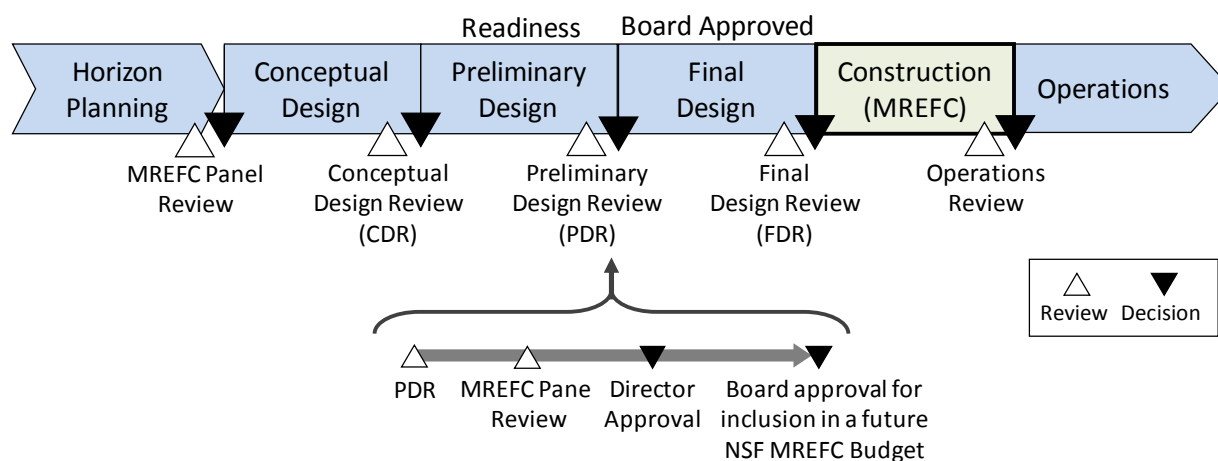 Readiness
Board Approved
Horizon
Planning
Conceptual
Design
Preliminary
Design
Final
Design
Construction
(MREFC)
Operations
MREFC Panel
Review
Conceptual
Design Review
(CDR)
Preliminary
Design Review
(PDR)
Final
Design Review
(FDR)
Operations
Review
Review
Decision
PDR
MREFC Pane
Review
Director
Approval
Board approval for
inclusion in a future
NSF MREFC Budget